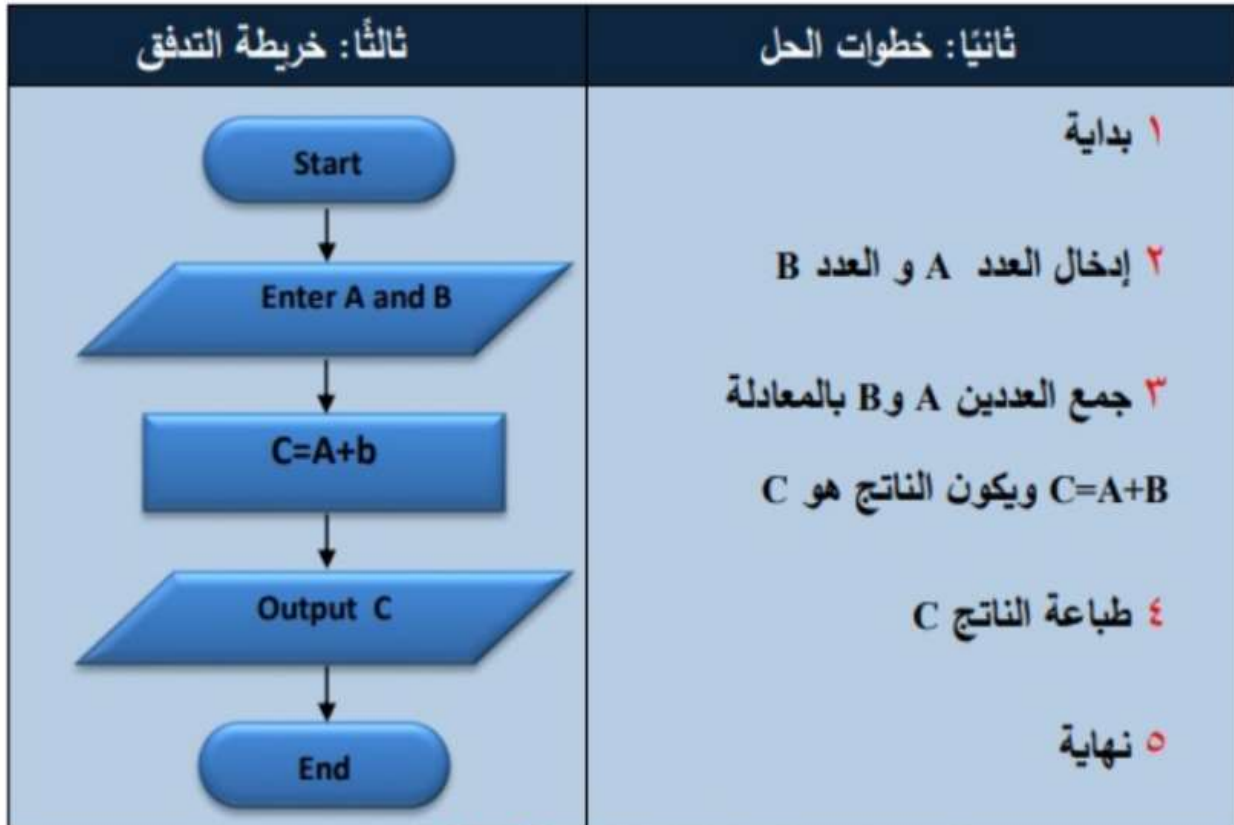 ثانيًا: خطوات الحل
١ بداية
٢ إدخال العدد A و العدد B
٣ جمع العددين A وB بالمعادلة
C=A+B ويكون الناتج هو C
٤ طباعة الناتج C
٥ نهاية
ثالثًا: خريطة التدفق
Start
Enter A and B
C=A+b
Output C
End